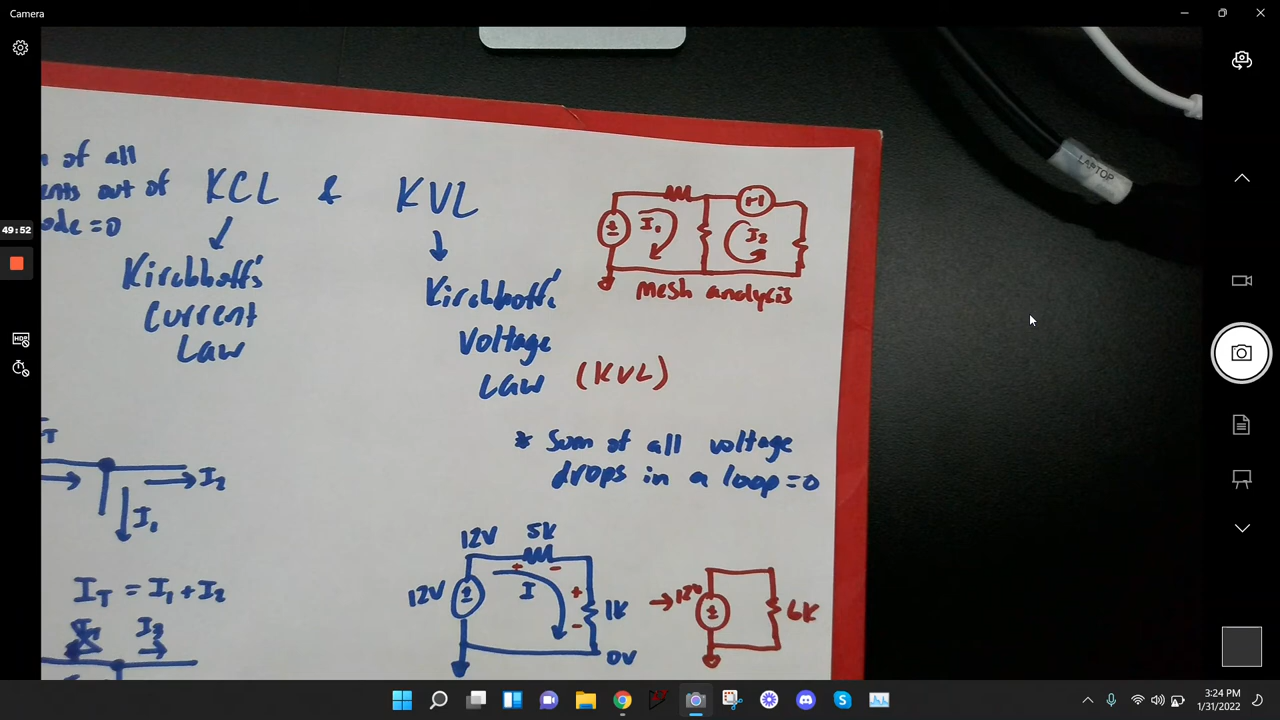 Camera
49:52
of all
out of
=0
KCL & KVL
Kirchhoff's
Current
Law
Kirchhoff's
Voltage
Law (KVL)
I1
I2
mesh analysis
* Sum of all voltage
drops in a loop=0
I2
I1
IT = I1+I2
I3
12V
5K
12V
+ -
I
+
-
1K
0V
12V
6K
LAPTOP
3:24 PM
1/31/2022